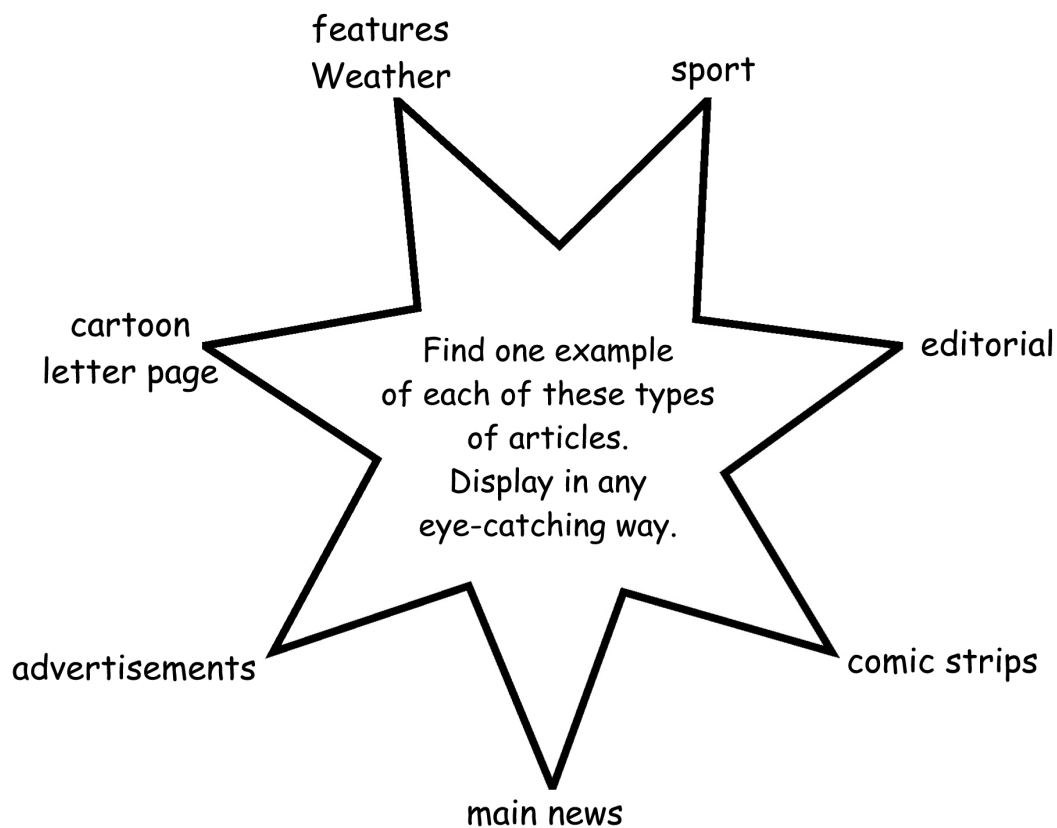 features
Weather
sport
cartoon
letter page
editorial
Find one example
of each of these types
of articles.
Display in any
eye-catching way.
advertisements
comic strips
main news